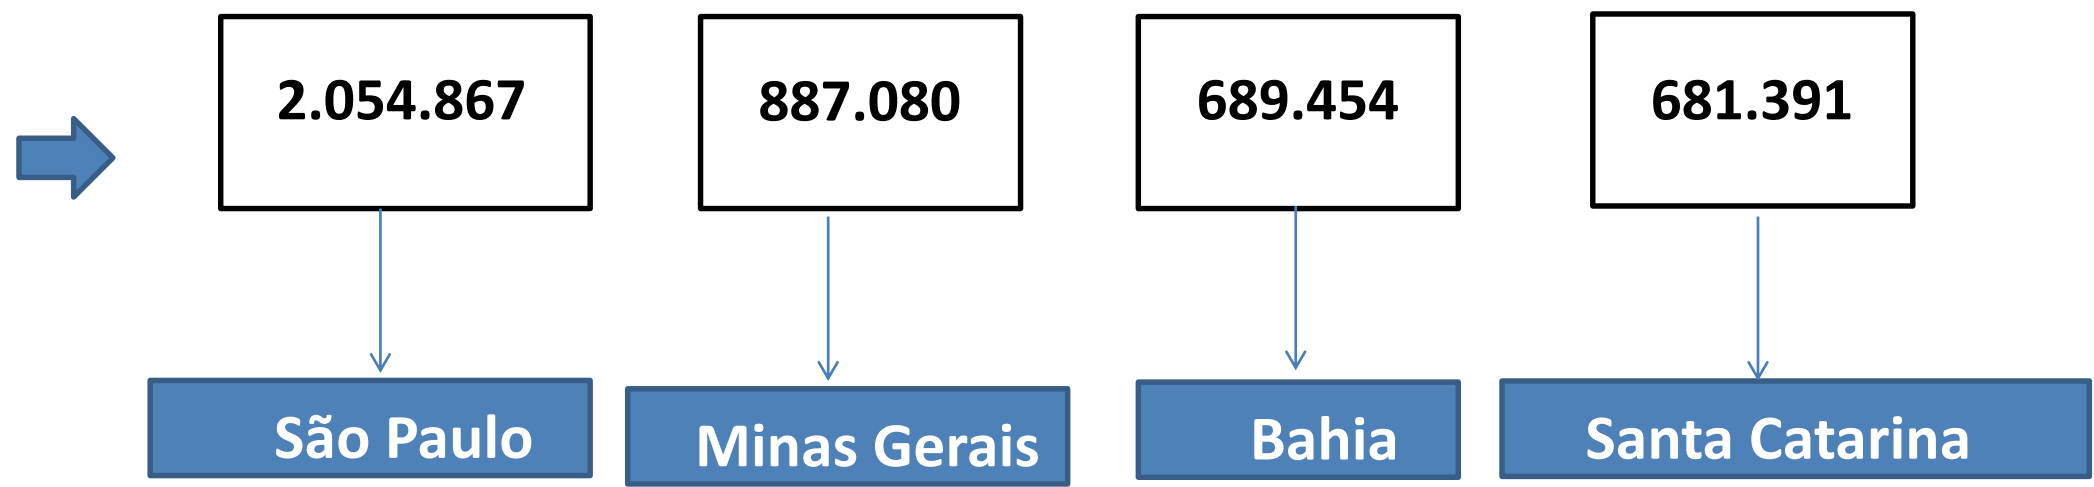 2.054.867
887.080
689.454
681.391
São Paulo
Minas Gerais
Bahia
Santa Catarina